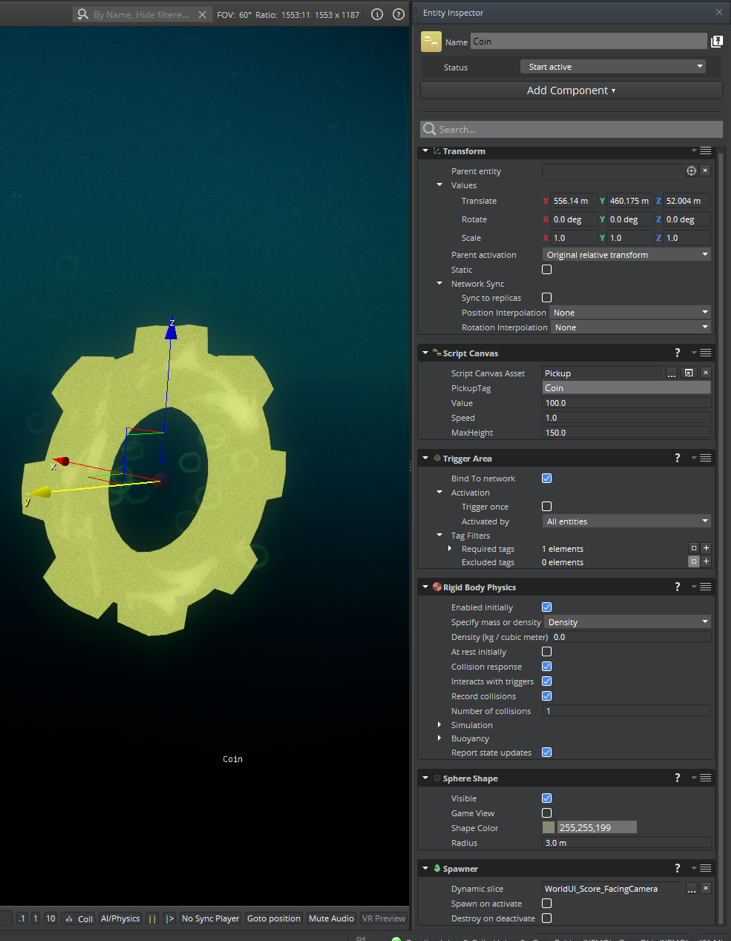 By Name, Hide filtere... FOV: 60° Ratio: 1553:11 1553 x 1187
Entity Inspector
Name Coin
Status Start active
Add Component
Search...
Transform
Parent entity
Values
Translate X 556.14 m Y 460.175 m Z 52.004 m
Rotate X 0.0 deg Y 0.0 deg Z 0.0 deg
Scale X 1.0 Y 1.0 Z 1.0
Parent activation Original relative transform
Static
Network Sync
Sync to replicas
Position Interpolation None
Rotation Interpolation None
Script Canvas ?
Script Canvas Asset Pickup ...
PickupTag Coin
Value 100.0
Speed 1.0
MaxHeight 150.0
Trigger Area ?
Bind To network
Activation
Trigger once
Activated by All entities
Tag Filters
Required tags 1 elements
Excluded tags 0 elements
Rigid Body Physics ?
Enabled initially
Specify mass or density Density
Density (kg / cubic meter) 0.0
At rest initially
Collision response
Interacts with triggers
Record collisions
Number of collisions 1
Simulation
Buoyancy
Report state updates
Sphere Shape ?
Visible
Game View
Shape Color 255,255,199
Radius 3.0 m
Spawner ?
Dynamic slice WorldUI_Score_FacingCamera ...
Spawn on activate
Destroy on deactivate
z
x
y
Coin
.1 1 10 Coll AI/Physics || |> No Sync Player Goto position Mute Audio VR Preview